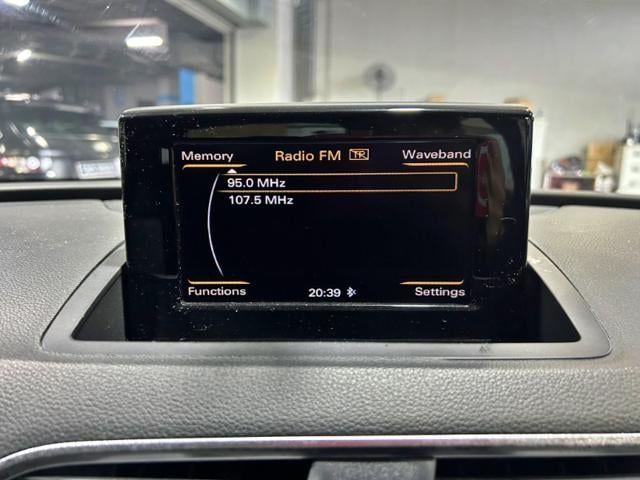 Memory Radio FM TP Waveband
95.0 MHz
107.5 MHz
Functions 20:39 Settings